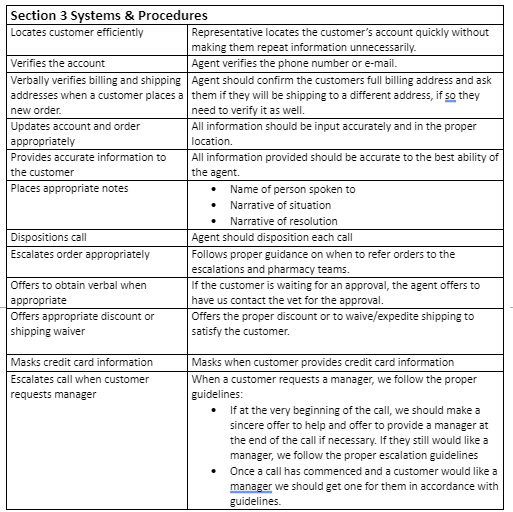 Section 3 Systems & Procedures
Locates customer efficiently
Representative locates the customer's account quickly without
making them repeat information unnecessarily.
Verifies the account
Agent verifies the phone number or e-mail.
Verbally verifies billing and shipping
addresses when a customer places a
new order.
Agent should confirm the customers full billing address and ask
them if they will be shipping to a different address, if so they
need to verify it as well.
Updates account and order
appropriately
All information should be input accurately and in the proper
location.
Provides accurate information to
the customer
All information provided should be accurate to the best ability of
the agent.
Places appropriate notes
• Name of person spoken to
• Narrative of situation
• Narrative of resolution
Dispositions call
Agent should disposition each call
Escalates order appropriately
Follows proper guidance on when to refer orders to the
escalations and pharmacy teams.
Offers to obtain verbal when
appropriate
If the customer is waiting for an approval, the agent offers to
have us contact the vet for the approval.
Offers appropriate discount or
shipping waiver
Offers the proper discount or to waive/expedite shipping to
satisfy the customer.
Masks credit card information
Masks when customer provides credit card information
Escalates call when customer
requests manager
When a customer requests a manager, we follow the proper
guidelines:
• If at the very beginning of the call, we should make a
sincere offer to help and offer to provide a manager at
the end of the call if necessary. If they still would like a
manager, we follow the proper escalation guidelines
• Once a call has commenced and a customer would like a
manager we should get one for them in accordance with
guidelines.